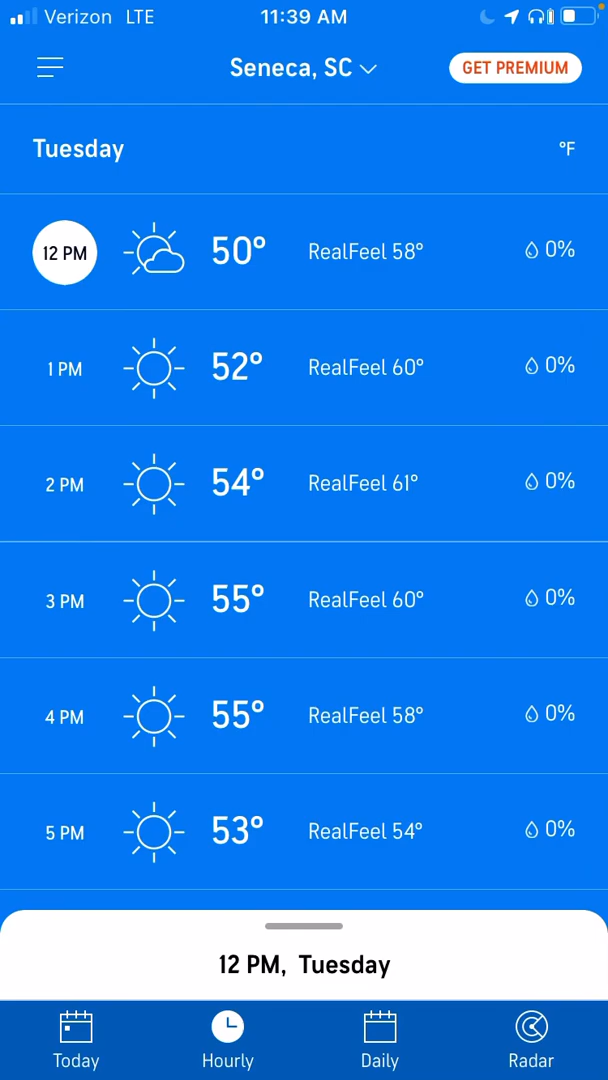 Verizon LTE 11:39 AM
Seneca, SC GET PREMIUM
Tuesday °F
12 PM 50° RealFeel 58° 0%
1 PM 52° RealFeel 60° 0%
2 PM 54° RealFeel 61° 0%
3 PM 55° RealFeel 60° 0%
4 PM 55° RealFeel 58° 0%
5 PM 53° RealFeel 54° 0%
12 PM, Tuesday
Today Hourly Daily Radar